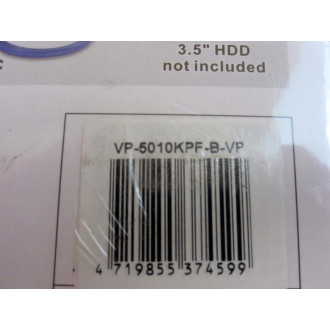 3.5" HDD
not included
C
VP-5010KPF-B-VP
4 719855 374599